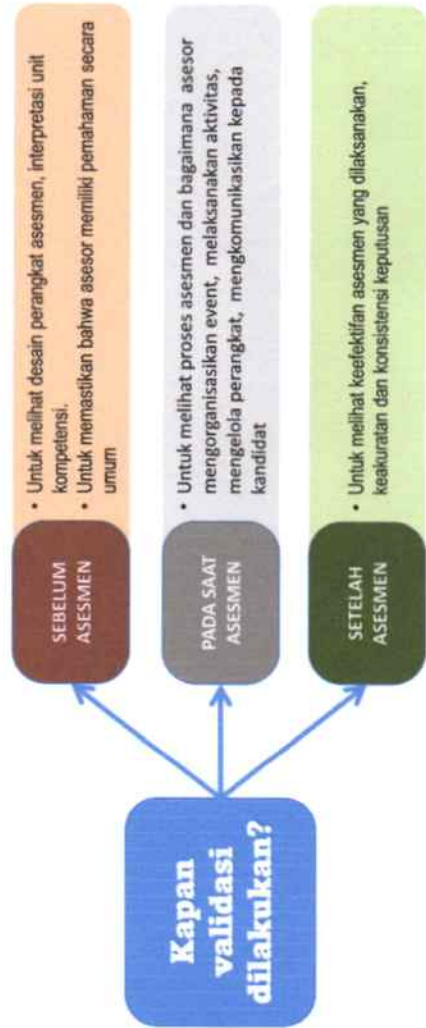 Kapan
validasi
dilakukan?
SEBELUM
ASESMEN
• Untuk melihat desain perangkat asesmen, interpretasi unit
kompetensi.
• Untuk memastikan bahwa asesor memiliki pemahaman secara
umum
PADA SAAT
ASESMEN
• Untuk melihat proses asesmen dan bagaimana asesor
mengorganisasikan event, melaksanakan aktivitas,
mengelola perangkat, mengkomunikasikan kepada
kandidat
SETELAH
ASESMEN
• Untuk melihat keefektifan asesmen yang dilaksanakan,
keakuratan dan konsistensi keputusan